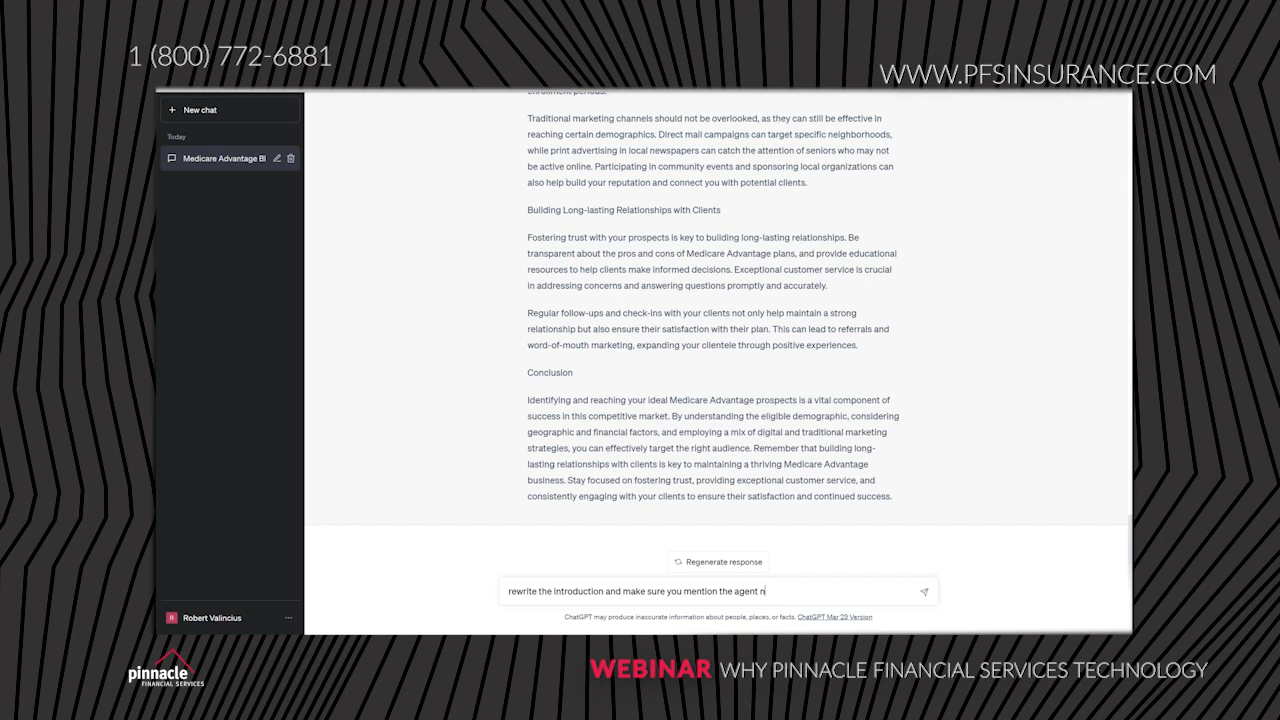 1 (800) 772-6881
WWW.PFSINSURANCE.COM
+ New chat
Today
Medicare Advantage Bl
enrollment periods.
Traditional marketing channels should not be overlooked, as they can still be effective in
reaching certain demographics. Direct mail campaigns can target specific neighborhoods,
while print advertising in local newspapers can catch the attention of seniors who may not
be active online. Participating in community events and sponsoring local organizations can
also help build your reputation and connect you with potential clients.
Building Long-lasting Relationships with Clients
Fostering trust with your prospects is key to building long-lasting relationships. Be
transparent about the pros and cons of Medicare Advantage plans, and provide educational
resources to help clients make informed decisions. Exceptional customer service is crucial
in addressing concerns and answering questions promptly and accurately.
Regular follow-ups and check-ins with your clients not only help maintain a strong
relationship but also ensure their satisfaction with their plan. This can lead to referrals and
word-of-mouth marketing, expanding your clientele through positive experiences.
Conclusion
Identifying and reaching your ideal Medicare Advantage prospects is a vital component of
success in this competitive market. By understanding the eligible demographic, considering
geographic and financial factors, and employing a mix of digital and traditional marketing
strategies, you can effectively target the right audience. Remember that building long-
lasting relationships with clients is key to maintaining a thriving Medicare Advantage
business. Stay focused on fostering trust, providing exceptional customer service, and
consistently engaging with your clients to ensure their satisfaction and continued success.
Regenerate response
rewrite the introduction and make sure you mention the agent n
ChatGPT may produce inaccurate information about people, places, or facts. ChatGPT Mar 23 Version
R Robert Valincius ...
pinnacle
FINANCIAL SERVICES
WEBINAR WHY PINNACLE FINANCIAL SERVICES TECHNOLOGY